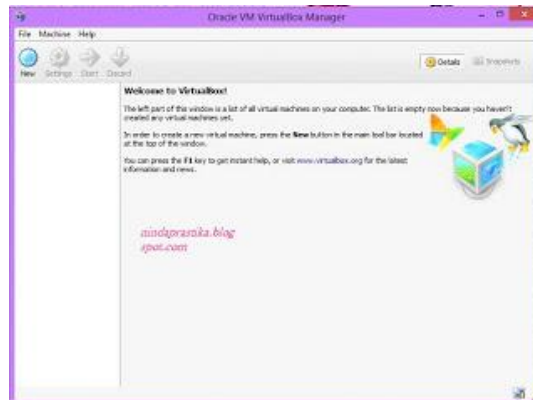 Oracle VM VirtualBox Manager
File Machine Help
New Settings Start Discard
Details Snapshots
Welcome to VirtualBox!
The left part of this window is a list of all virtual machines on your computer. The list is empty now because you haven't
created any virtual machines yet.
In order to create a new virtual machine, press the New button in the main tool bar located
at the top of the window.
You can press the F1 key to get instant help, or visit www.virtualbox.org for the latest
information and news.
nindaprastika.blog
spot.com